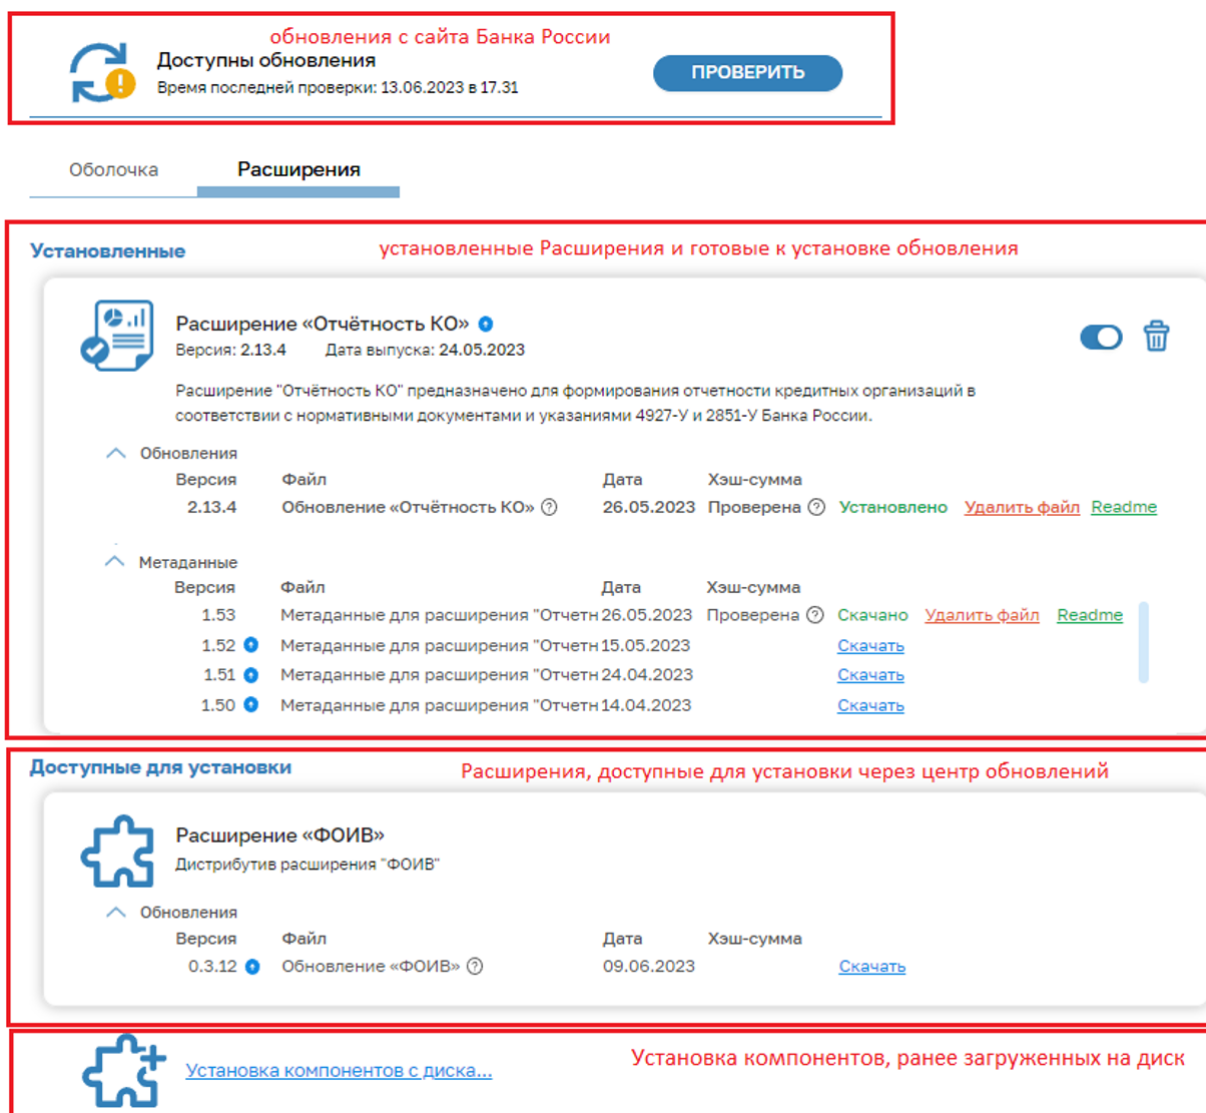 обновления с сайта Банка России
Доступны обновления
Время последней проверки: 13.06.2023 в 17.31
ПРОВЕРИТЬ
Оболочка Расширения
Установленные установленные Расширения и готовые к установке обновления
Расширение «Отчётность КО»
Версия: 2.13.4 Дата выпуска: 24.05.2023
Расширение "Отчётность КО" предназначено для формирования отчетности кредитных организаций в
соответствии с нормативными документами и указаниями 4927-У и 2851-У Банка России.
Обновления
Версия Файл Дата Хэш-сумма
2.13.4 Обновление «Отчётность КО» ? 26.05.2023 Проверена ? Установлено Удалить файл Readme
Метаданные
Версия Файл Дата Хэш-сумма
1.53 Метаданные для расширения "Отчетн 26.05.2023 Проверена ? Скачано Удалить файл Readme
1.52 Метаданные для расширения "Отчетн 15.05.2023 Скачать
1.51 Метаданные для расширения "Отчетн 24.04.2023 Скачать
1.50 Метаданные для расширения "Отчетн 14.04.2023 Скачать
Доступные для установки Расширения, доступные для установки через центр обновлений
Расширение «ФОИВ»
Дистрибутив расширения "ФОИВ"
Обновления
Версия Файл Дата Хэш-сумма
0.3.12 Обновление «ФОИВ» ? 09.06.2023 Скачать
Установка компонентов с диска... Установка компонентов, ранее загруженных на диск